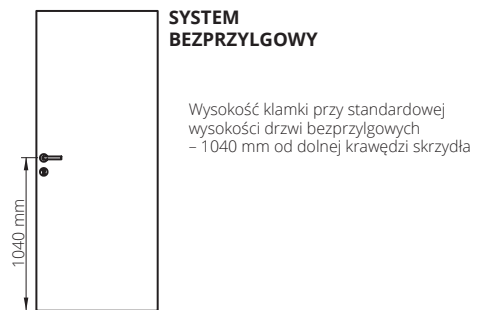 SYSTEM
BEZPRZYLGOWY
Wysokość klamki przy standardowej
wysokości drzwi bezprzylgowych
– 1040 mm od dolnej krawędzi skrzydła
1040 mm